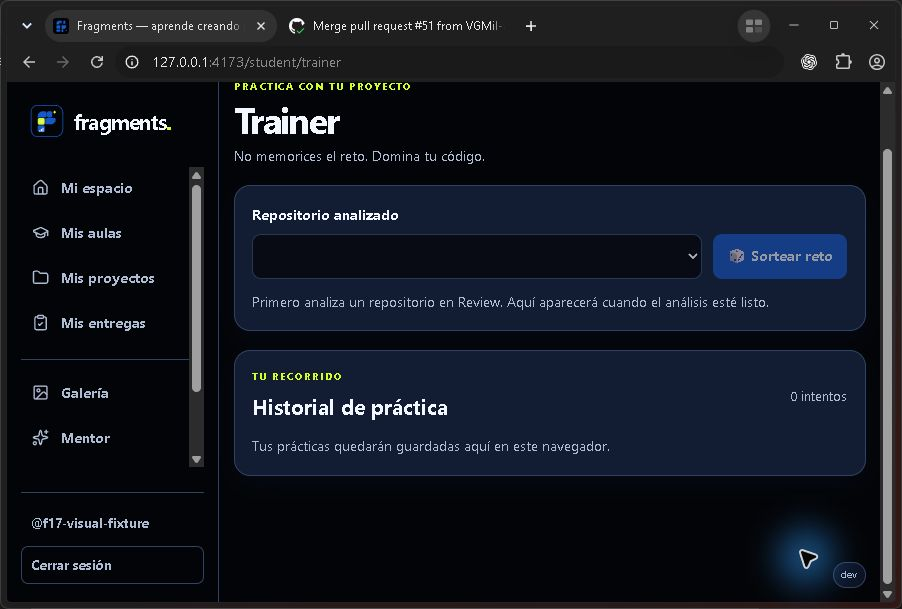 Fragments — aprende creando
Merge pull request #51 from VGMil-
127.0.0.1:4173/student/trainer
fragments.
Mi espacio
Mis aulas
Mis proyectos
Mis entregas
Galería
Mentor
@f17-visual-fixture
Cerrar sesión
PRACTICA CON TU PROYECTO
Trainer
No memorices el reto. Domina tu código.
Repositorio analizado
Sortear reto
Primero analiza un repositorio en Review. Aquí aparecerá cuando el análisis esté listo.
TU RECORRIDO
Historial de práctica
0 intentos
Tus prácticas quedarán guardadas aquí en este navegador.
dev